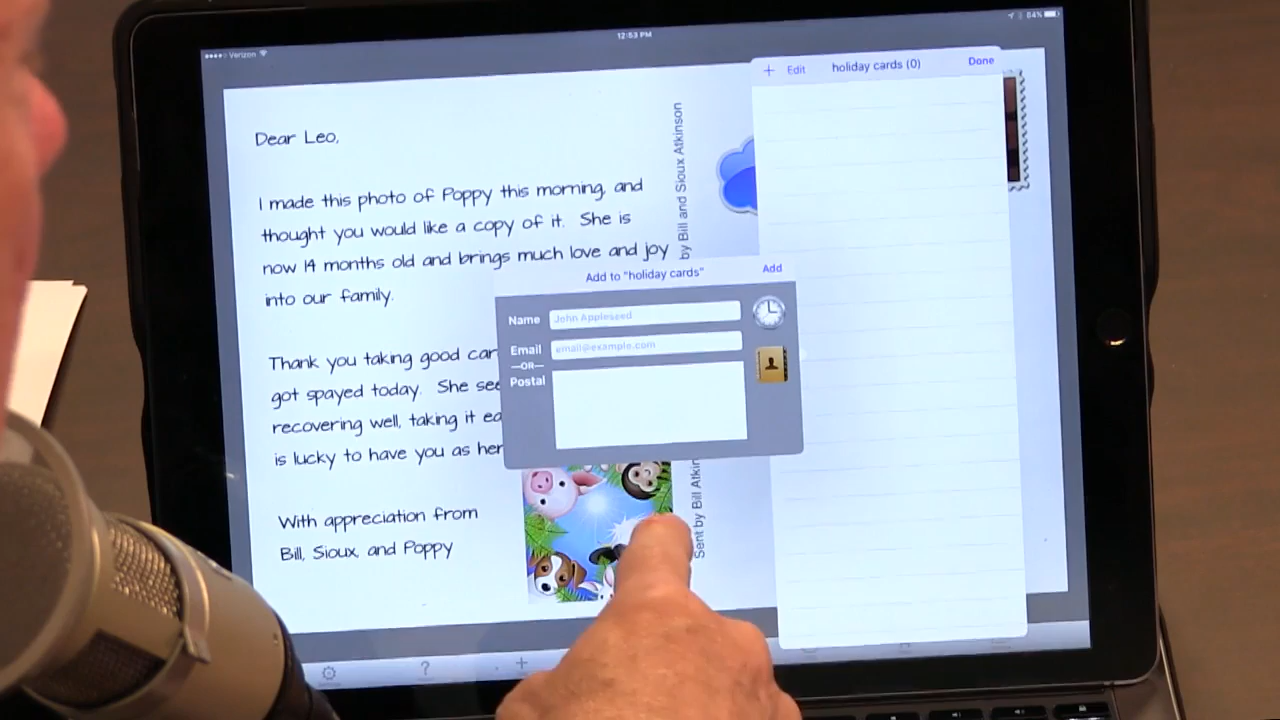 Verizon
12:53 PM
84%
Dear Leo,
I made this photo of Poppy this morning, and
thought you would like a copy of it. She is
now 14 months old and brings much love and joy
into our family.
Thank you taking good car
got spayed today. She see
recovering well, taking it ea
is lucky to have you as her
With appreciation from
Bill, Sioux, and Poppy
by Bill and Sioux Atkinson
Sent by Bill Atkin
+ Edit holiday cards (0) Done
Add to "holiday cards" Add
Name John Appleseed
Email email@example.com
—OR—
Postal
?
+